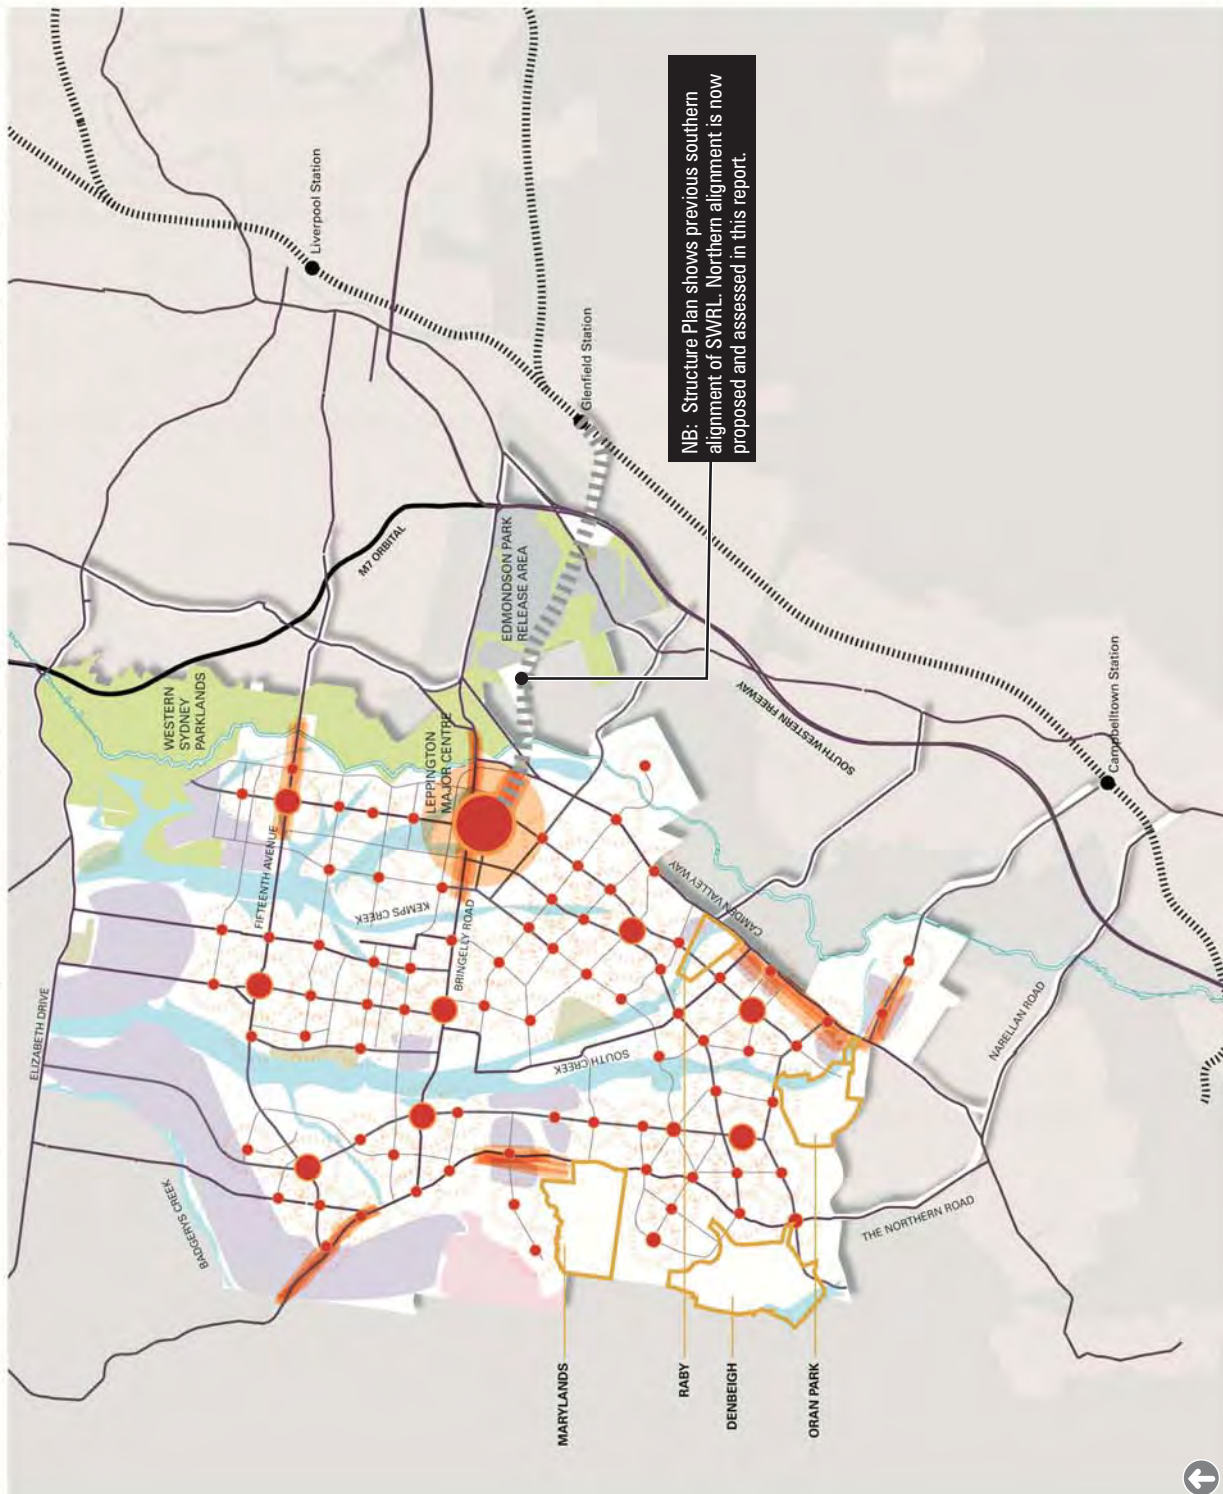 Liverpool Station
Glenfield Station
NB: Structure Plan shows previous southern
alignment of SWRL. Northern alignment is now
proposed and assessed in this report.
M7 ORBITAL
EDMONDSON PARK
RELEASE AREA
WESTERN
SYDNEY
PARKLANDS
LEPPINGTON
MAJOR CENTRE
SOUTH WESTERN FREEWAY
Campbelltown Station
FIFTEENTH AVENUE
KEMPS CREEK
BRINGELLY ROAD
CAMDEN VALLEY WAY
ELIZABETH DRIVE
SOUTH CREEK
NARELLAN ROAD
BADGERYS CREEK
THE NORTHERN ROAD
MARYLANDS
RABY
DENBEIGH
ORAN PARK